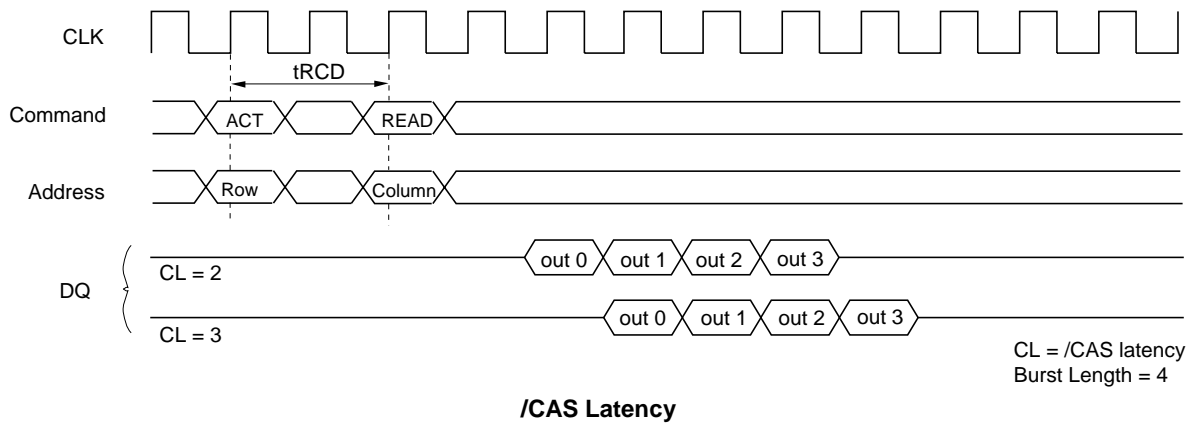 CLK
tRCD
Command
ACT
READ
Address
Row
Column
DQ
CL = 2
out 0
out 1
out 2
out 3
CL = 3
out 0
out 1
out 2
out 3
CL = /CAS latency
Burst Length = 4
/CAS Latency